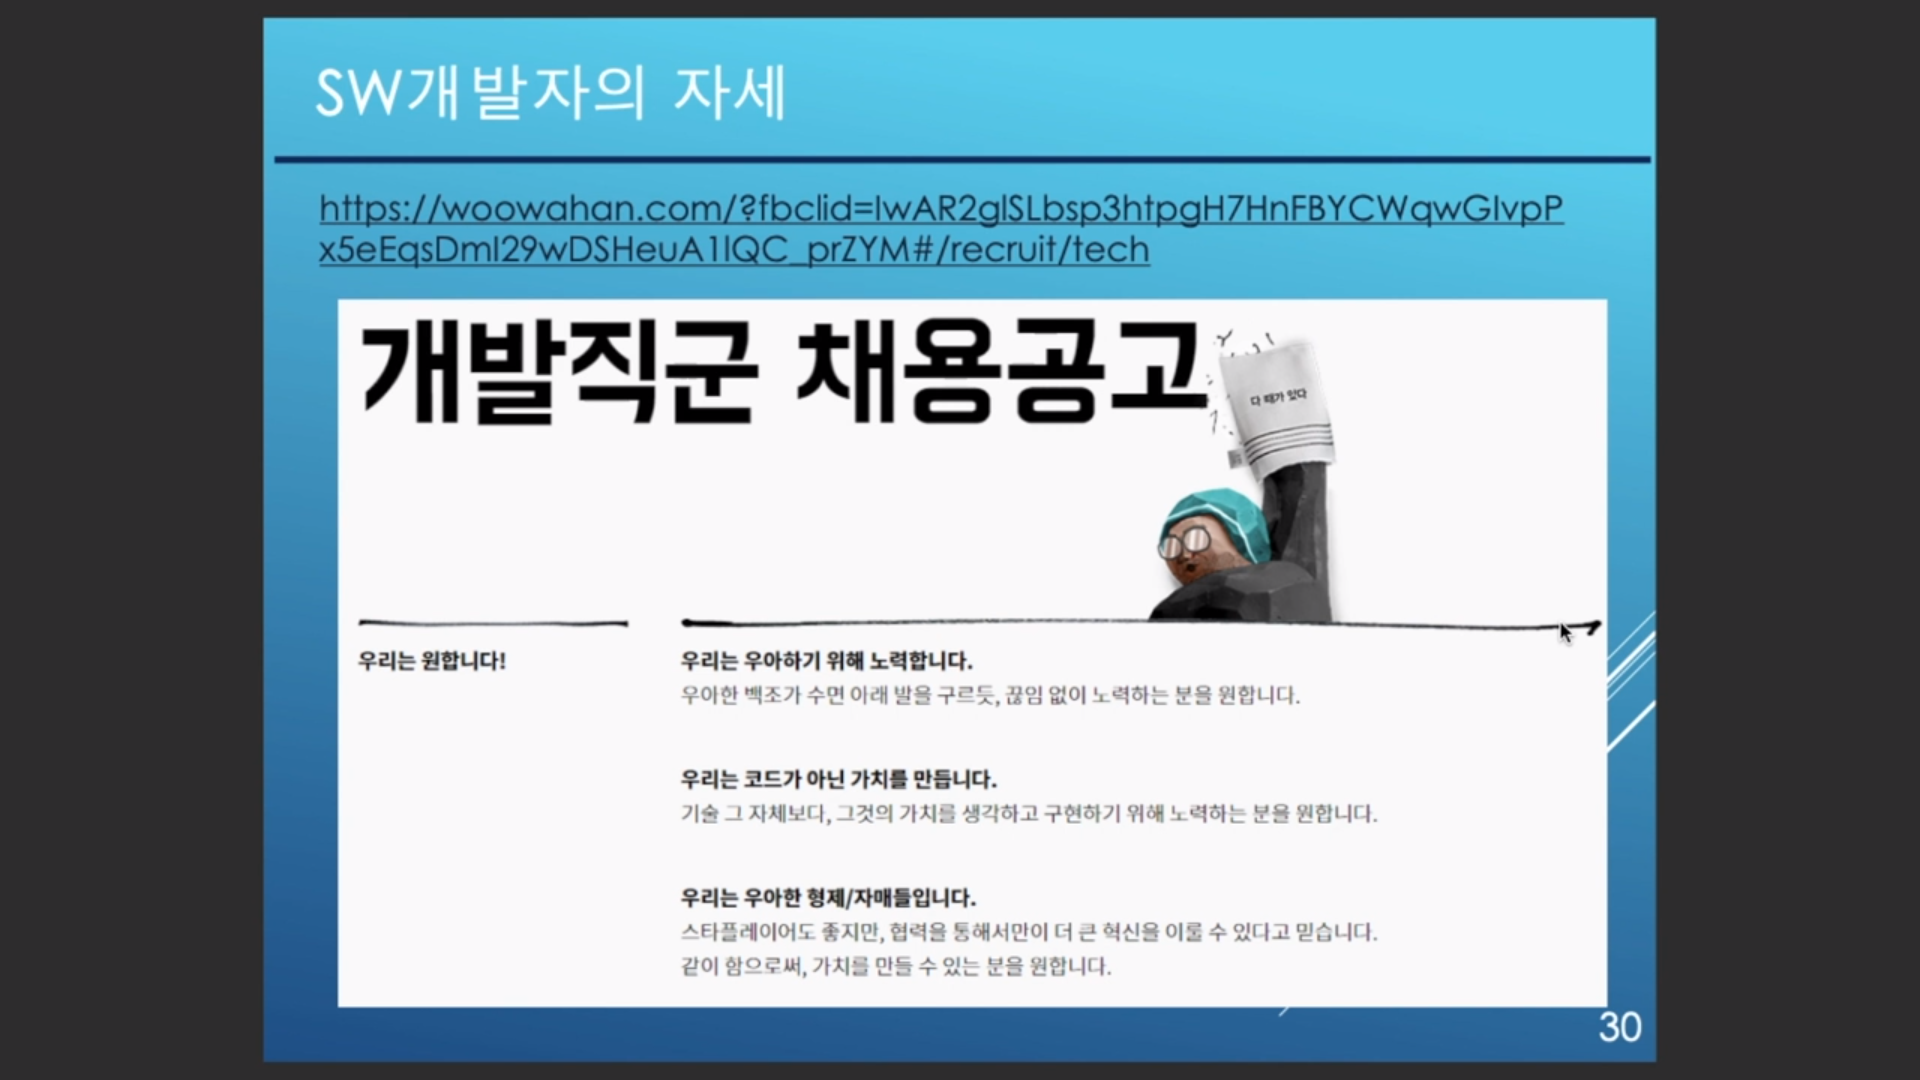 SW개발자의 자세
https://woowahan.com/?fbclid=IwAR2glSLbsp3htpgH7HnFBYCWqwGIvpP
x5eEqsDmI29wDSHeuA1lQC_prZYM#/recruit/tech
개발직군 채용공고
다 때가 있다
우리는 원합니다!
우리는 우아하기 위해 노력합니다.
우아한 백조가 수면 아래 발을 구르듯, 끊임 없이 노력하는 분을 원합니다.
우리는 코드가 아닌 가치를 만듭니다.
기술 그 자체보다, 그것의 가치를 생각하고 구현하기 위해 노력하는 분을 원합니다.
우리는 우아한 형제/자매들입니다.
스타플레이어도 좋지만, 협력을 통해서만이 더 큰 혁신을 이룰 수 있다고 믿습니다.
같이 함으로써, 가치를 만들 수 있는 분을 원합니다.
30